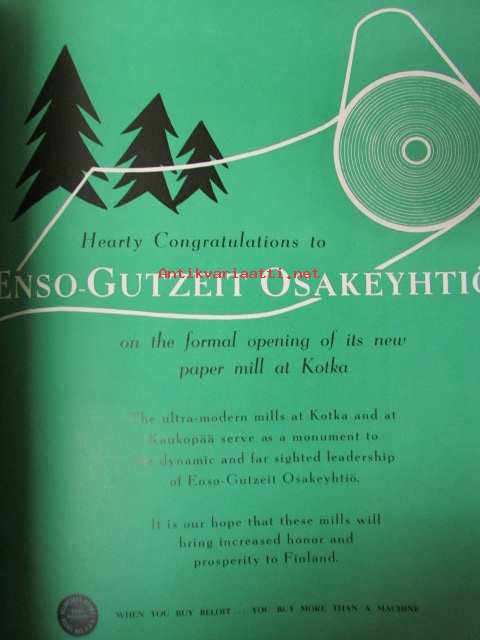 Hearty Congratulations to
ENSO-GUTZEIT OSAKEYHTIÖ
Antikvariaatti.net
on the formal opening of its new
paper mill at Kotka
The ultra-modern mills at Kotka and at
Kaukopää serve as a monument to
the dynamic and far sighted leadership
of Enso-Gutzeit Osakeyhtiö.
It is our hope that these mills will
bring increased honor and
prosperity to Finland.
WHEN YOU BUY BELOIT . . . YOU BUY MORE THAN A MACHINE